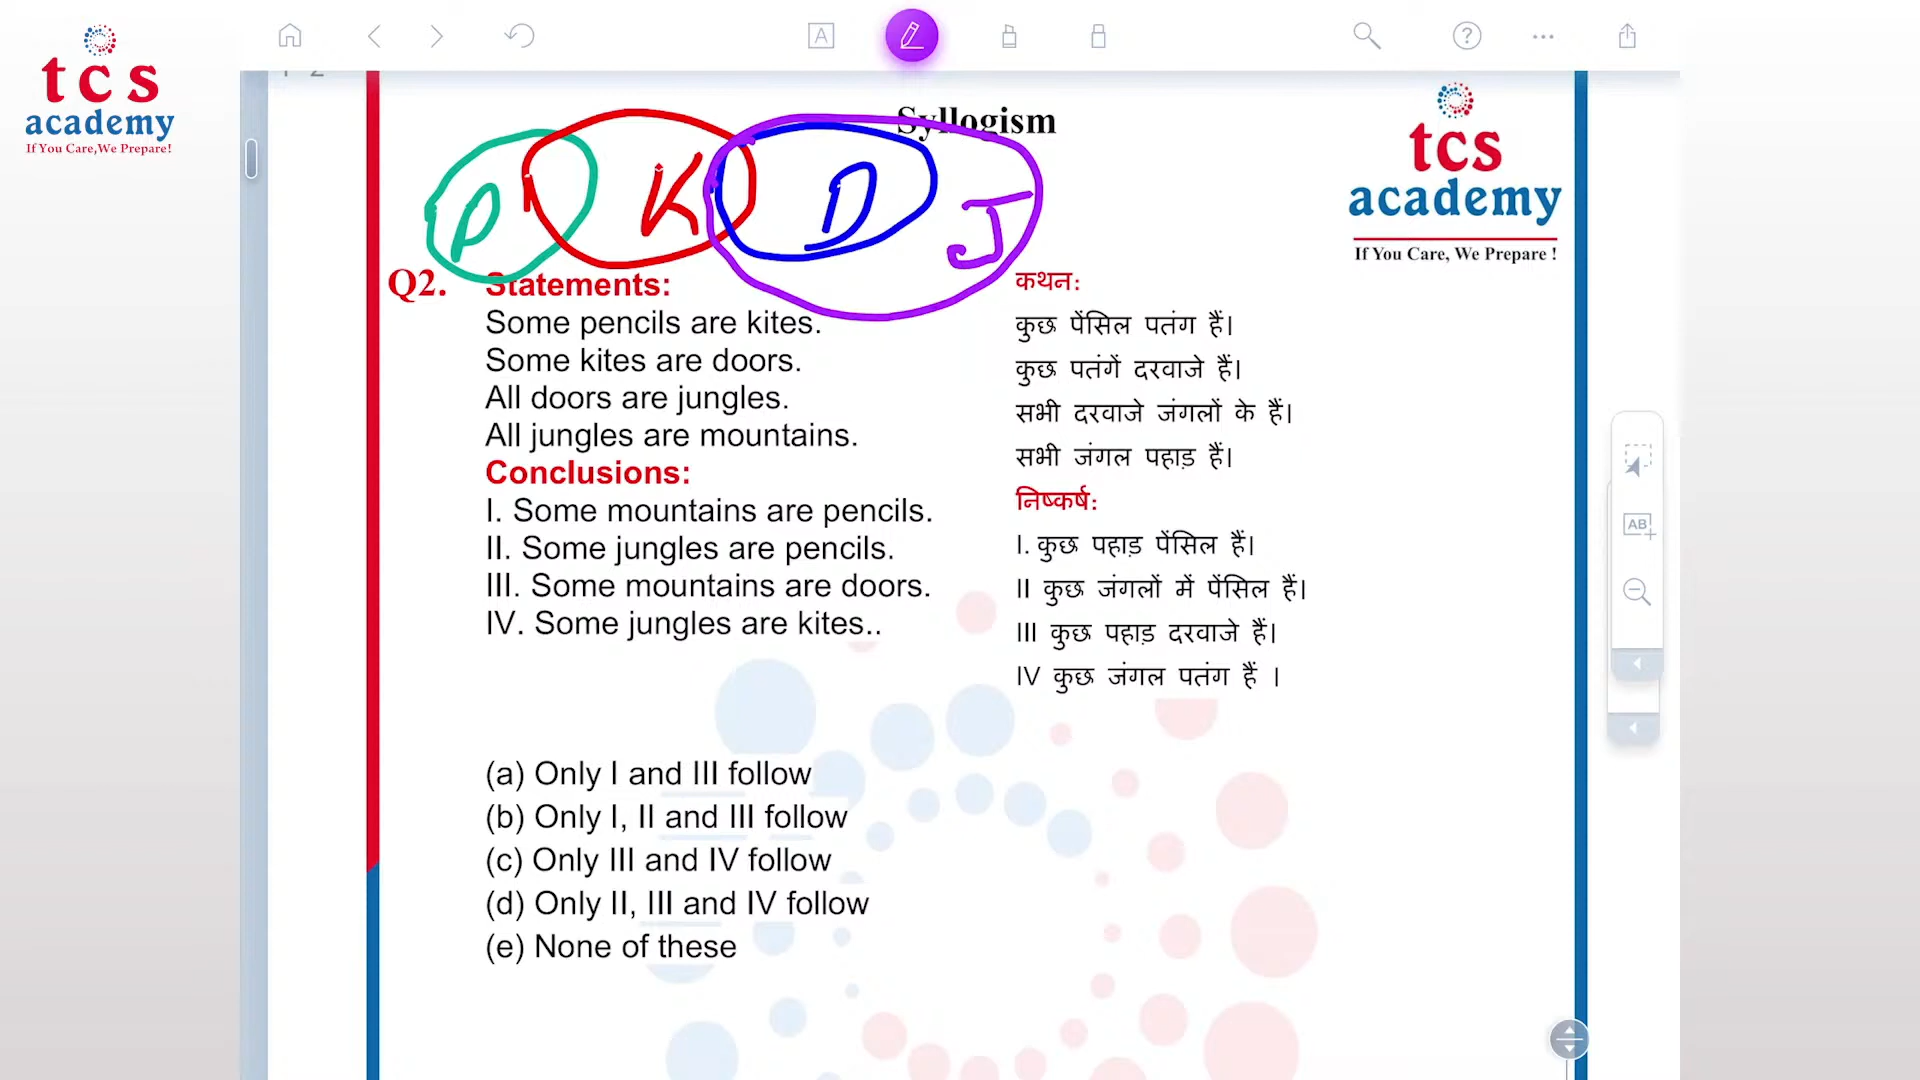 tcs
academy
If You Care,We Prepare!
A
?
Syllogism
P K D J
tcs
academy
If You Care, We Prepare !
Q2. Statements:
Some pencils are kites.
Some kites are doors.
All doors are jungles.
All jungles are mountains.
Conclusions:
I. Some mountains are pencils.
II. Some jungles are pencils.
III. Some mountains are doors.
IV. Some jungles are kites..
कथन:
कुछ पेंसिल पतंग हैं।
कुछ पतंगें दरवाजे हैं।
सभी दरवाजे जंगलों के हैं।
सभी जंगल पहाड़ हैं।
निष्कर्ष:
I. कुछ पहाड़ पेंसिल हैं।
II कुछ जंगलों में पेंसिल हैं।
III कुछ पहाड़ दरवाजे हैं।
IV कुछ जंगल पतंग हैं ।
(a) Only I and III follow
(b) Only I, II and III follow
(c) Only III and IV follow
(d) Only II, III and IV follow
(e) None of these
AB